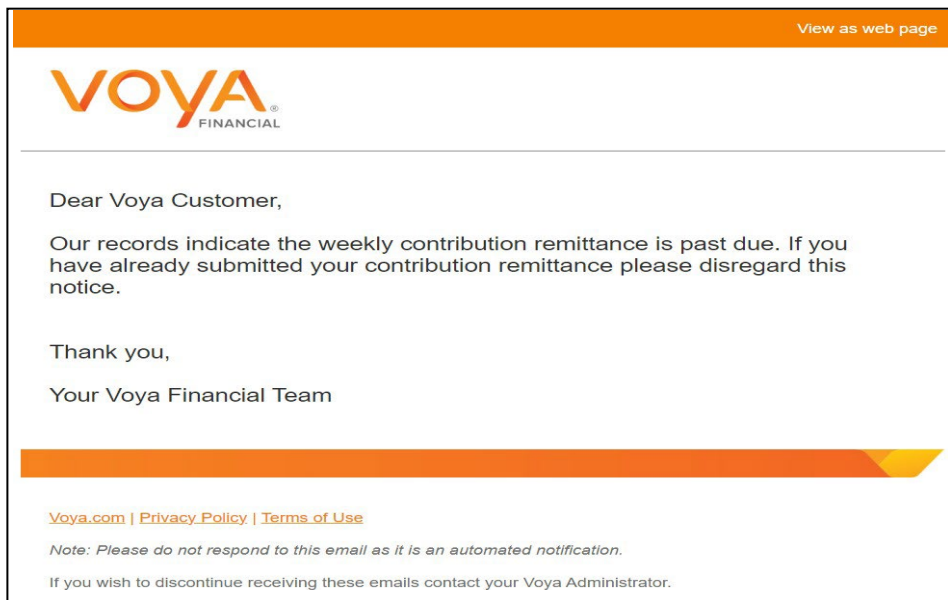 View as web page
VOYA®
FINANCIAL
Dear Voya Customer,
Our records indicate the weekly contribution remittance is past due. If you
have already submitted your contribution remittance please disregard this
notice.
Thank you,
Your Voya Financial Team
Voya.com | Privacy Policy | Terms of Use
Note: Please do not respond to this email as it is an automated notification.
If you wish to discontinue receiving these emails contact your Voya Administrator.